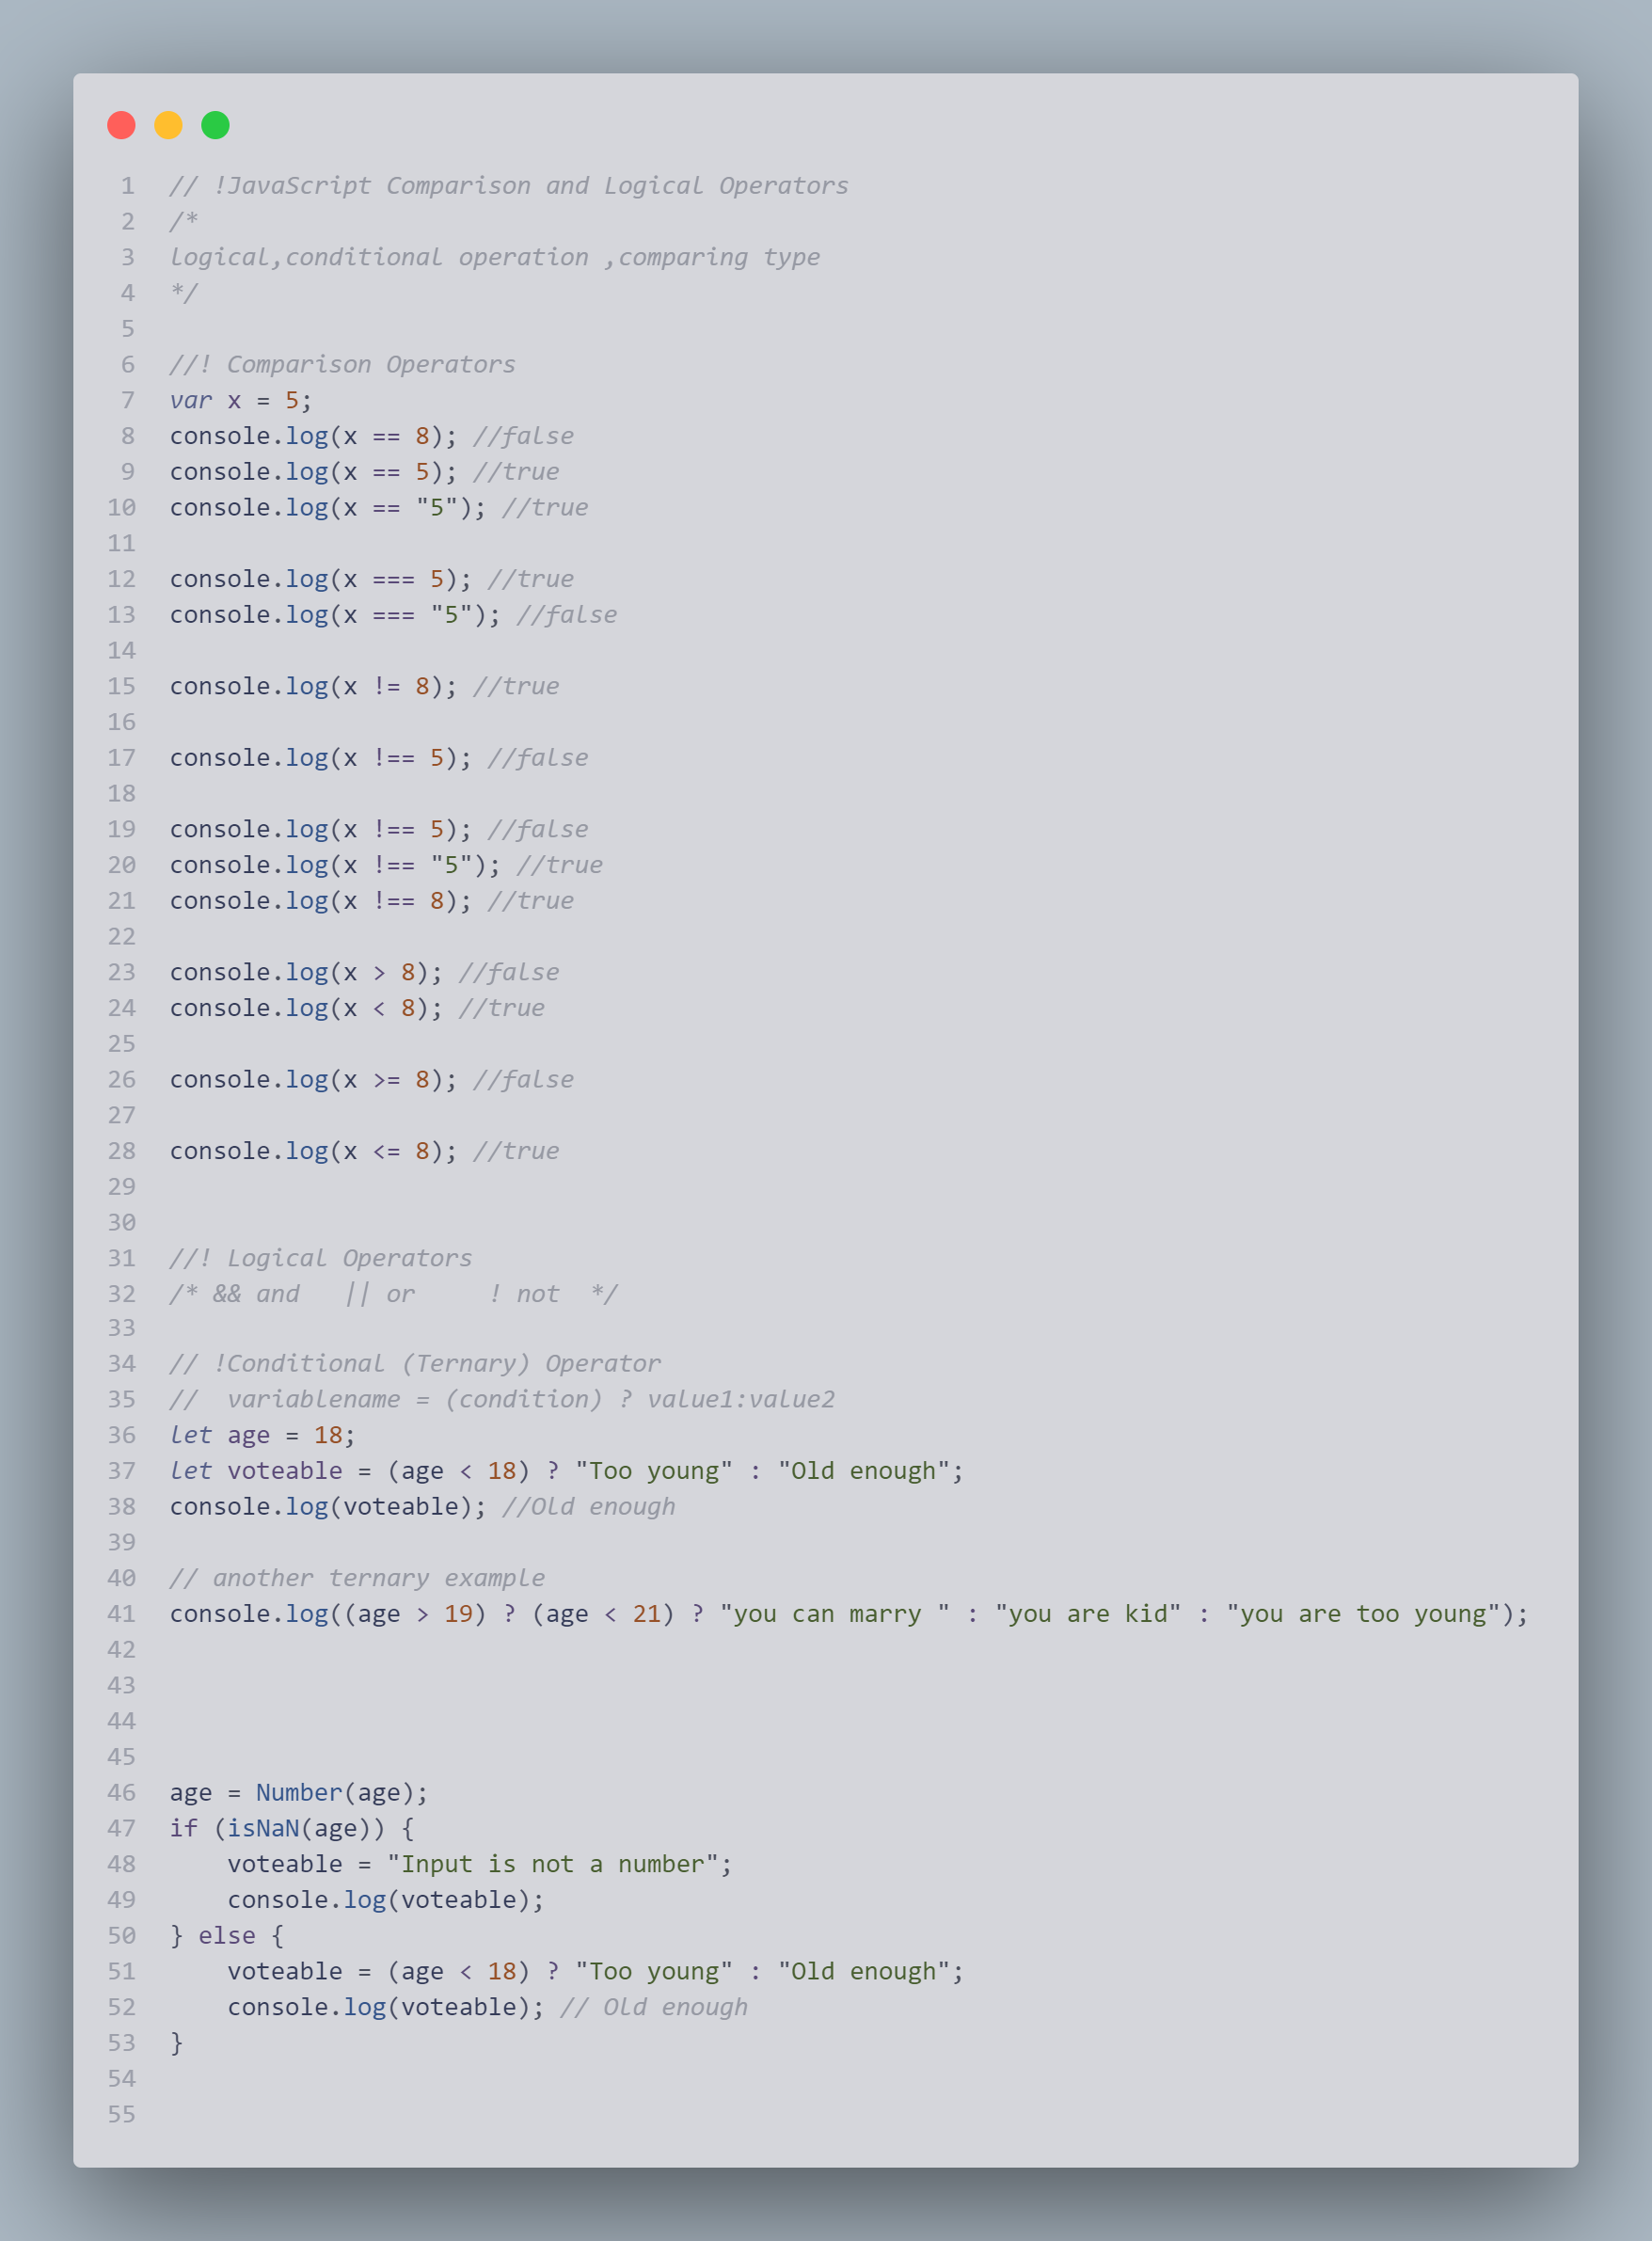 1 // !JavaScript Comparison and Logical Operators
2 /*
3 logical,conditional operation ,comparing type
4 */
5
6 //! Comparison Operators
7 var x = 5;
8 console.log(x == 8); //false
9 console.log(x == 5); //true
10 console.log(x == "5"); //true
11
12 console.log(x === 5); //true
13 console.log(x === "5"); //false
14
15 console.log(x != 8); //true
16
17 console.log(x !== 5); //false
18
19 console.log(x !== 5); //false
20 console.log(x !== "5"); //true
21 console.log(x !== 8); //true
22
23 console.log(x > 8); //false
24 console.log(x < 8); //true
25
26 console.log(x >= 8); //false
27
28 console.log(x <= 8); //true
29
30
31 //! Logical Operators
32 /* && and   || or     ! not  */
33
34 // !Conditional (Ternary) Operator
35 //  variablename = (condition) ? value1:value2
36 let age = 18;
37 let voteable = (age < 18) ? "Too young" : "Old enough";
38 console.log(voteable); //Old enough
39
40 // another ternary example
41 console.log((age > 19) ? (age < 21) ? "you can marry " : "you are kid" : "you are too young");
42
43
44
45
46 age = Number(age);
47 if (isNaN(age)) {
48     voteable = "Input is not a number";
49     console.log(voteable);
50 } else {
51     voteable = (age < 18) ? "Too young" : "Old enough";
52     console.log(voteable); // Old enough
53 }
54
55